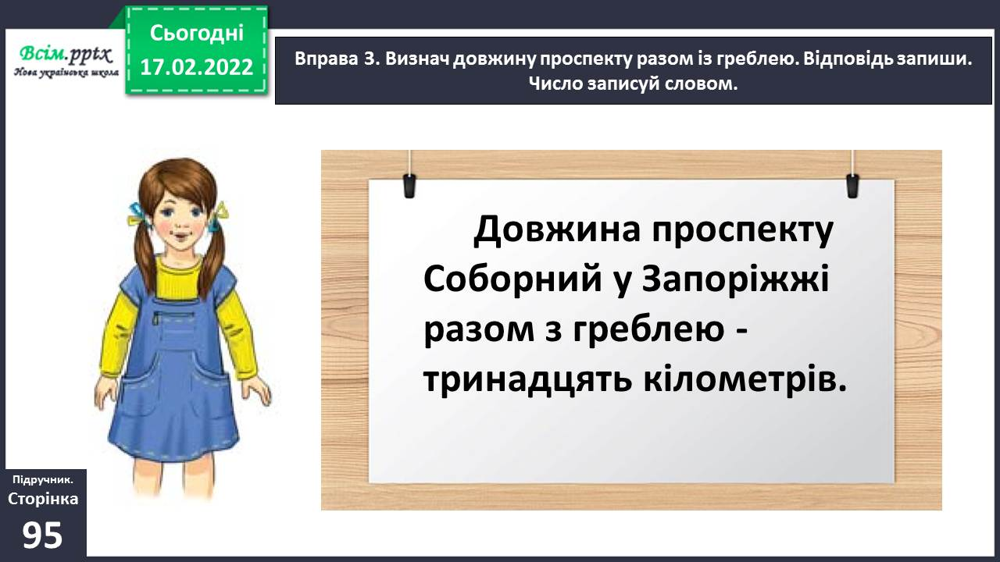 Всім.pptx
Нова українська школа
Сьогодні
17.02.2022
Вправа 3. Визнач довжину проспекту разом із греблею. Відповідь запиши.
Число записуй словом.
Довжина проспекту
Соборний у Запоріжжі
разом з греблею -
тринадцять кілометрів.
Підручник.
Сторінка
95